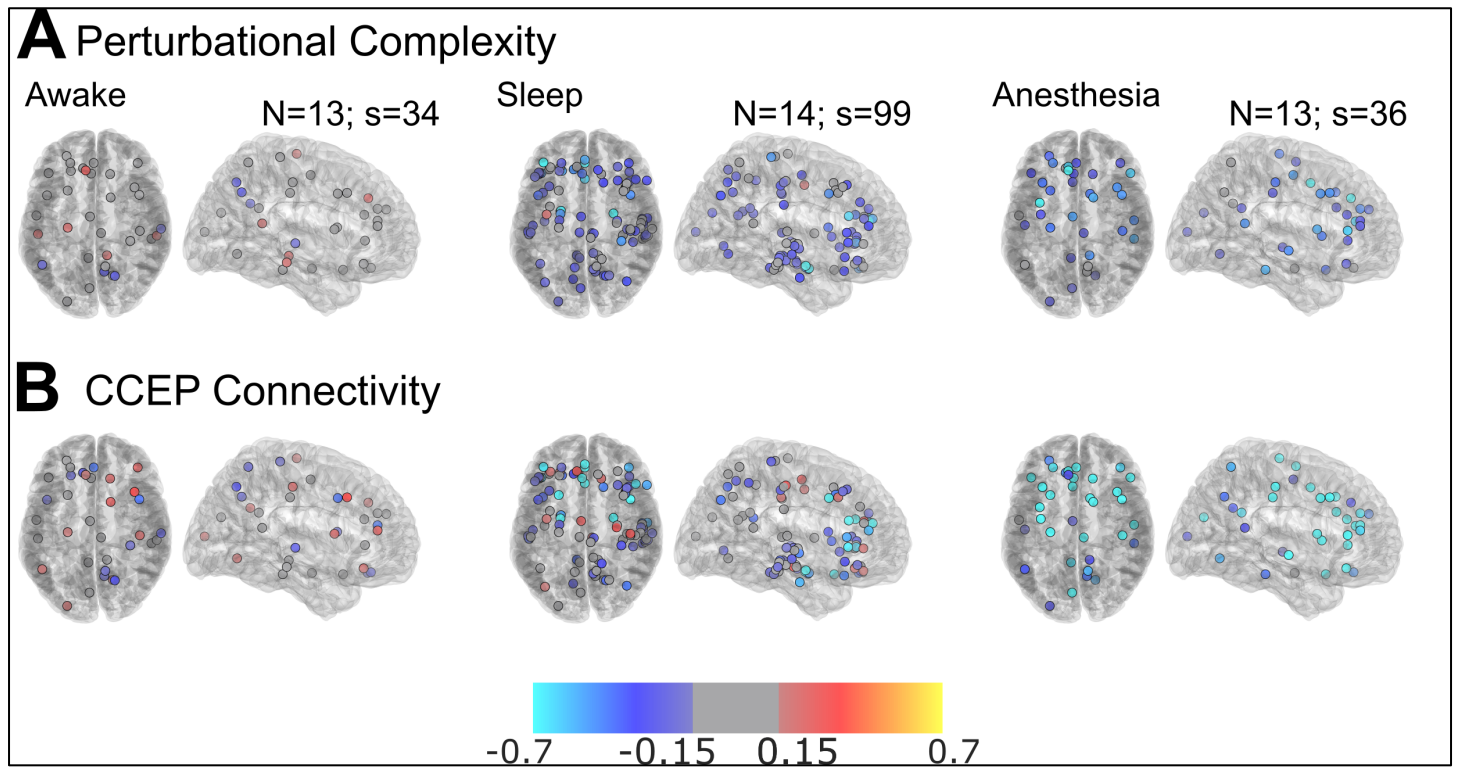 A Perturbational Complexity
Awake
N=13; s=34
Sleep
N=14; s=99
Anesthesia
N=13; s=36
B CCEP Connectivity
-0.7 -0.15 0.15 0.7